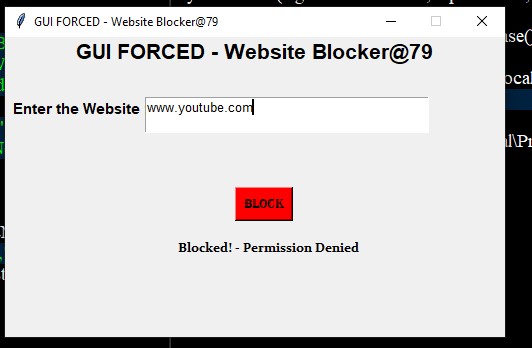 GUI FORCED - Website Blocker@79
GUI FORCED - Website Blocker@79
Enter the Website www.youtube.com
BLOCK
Blocked! - Permission Denied